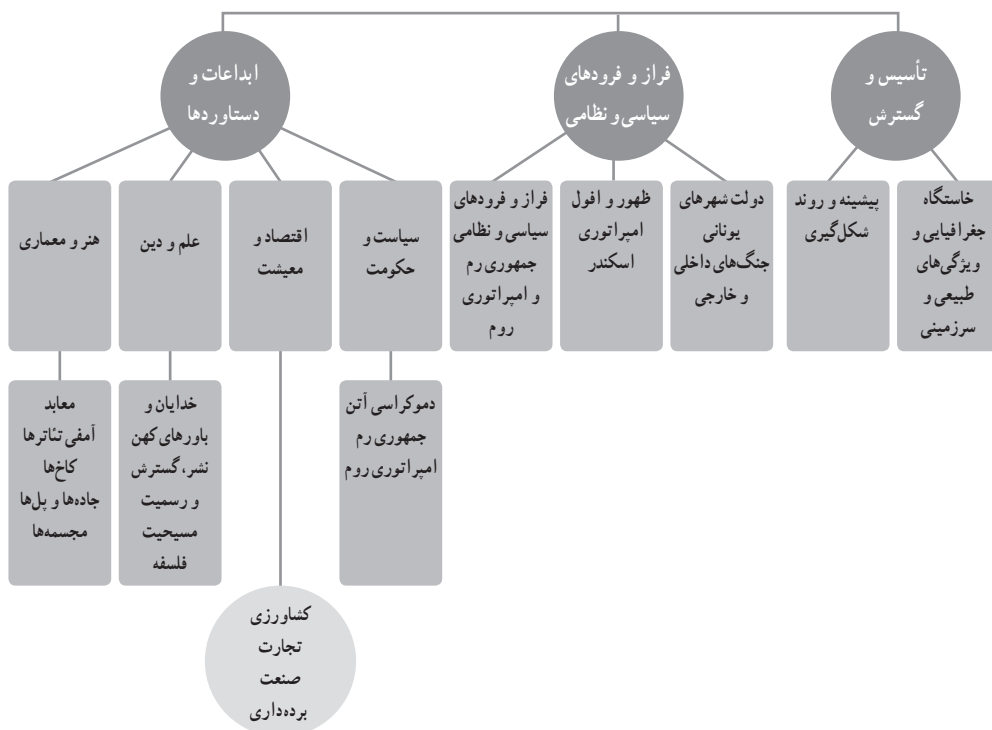 تأسیس و
گسترش
فراز و فرودهای
سیاسی و نظامی
ابداعات و
دستاوردها
خاستگاه
جغرافیایی و
ویژگی‌های
طبیعی و
سرزمینی
پیشینه و روند
شکل‌گیری
دولت شهرهای
یونانی
جنگ‌های داخلی
و خارجی
ظهور و افول
امپراتوری
اسکندر
فراز و فرودهای
سیاسی و نظامی
جمهوری رم
و امپراتوری
روم
سیاست و
حکومت
اقتصاد و
معیشت
علم و دین
هنر و معماری
دموکراسی آتن
جمهوری رم
امپراتوری روم
خدایان و
باورهای کهن
نشر، گسترش
و رسمیت
مسیحیت
فلسفه
معابد
آمفی تئاترها
کاخ‌ها
جاده‌ها و پل‌ها
مجسمه‌ها
کشاورزی
تجارت
صنعت
برده‌داری